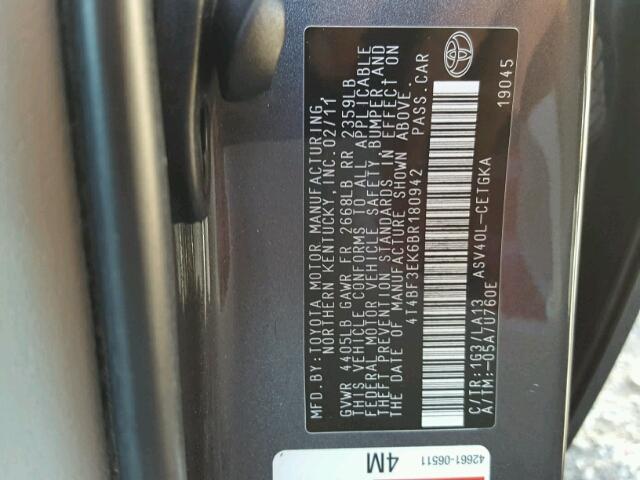 MFD.BY:TOYOTA MOTOR MANUFACTURING,
NORTHERN KENTUCKY, INC. 02/11
GVWR 4405LB GAWR FR 2668LB RR 2359LB
THIS VEHICLE CONFORMS TO ALL APPLICABLE
FEDERAL MOTOR VEHICLE SAFETY, BUMPER AND
THEFT PREVENTION STANDARDS IN EFFECT ON
THE DATE OF MANUFACTURE SHOWN ABOVE.
4T4BF3EK6BR180942 PASS.CAR
C/TR:1G3/LA13 ASV40L-CETGKA
A/TM:-05A/U760E
19045
42661-06511
4M